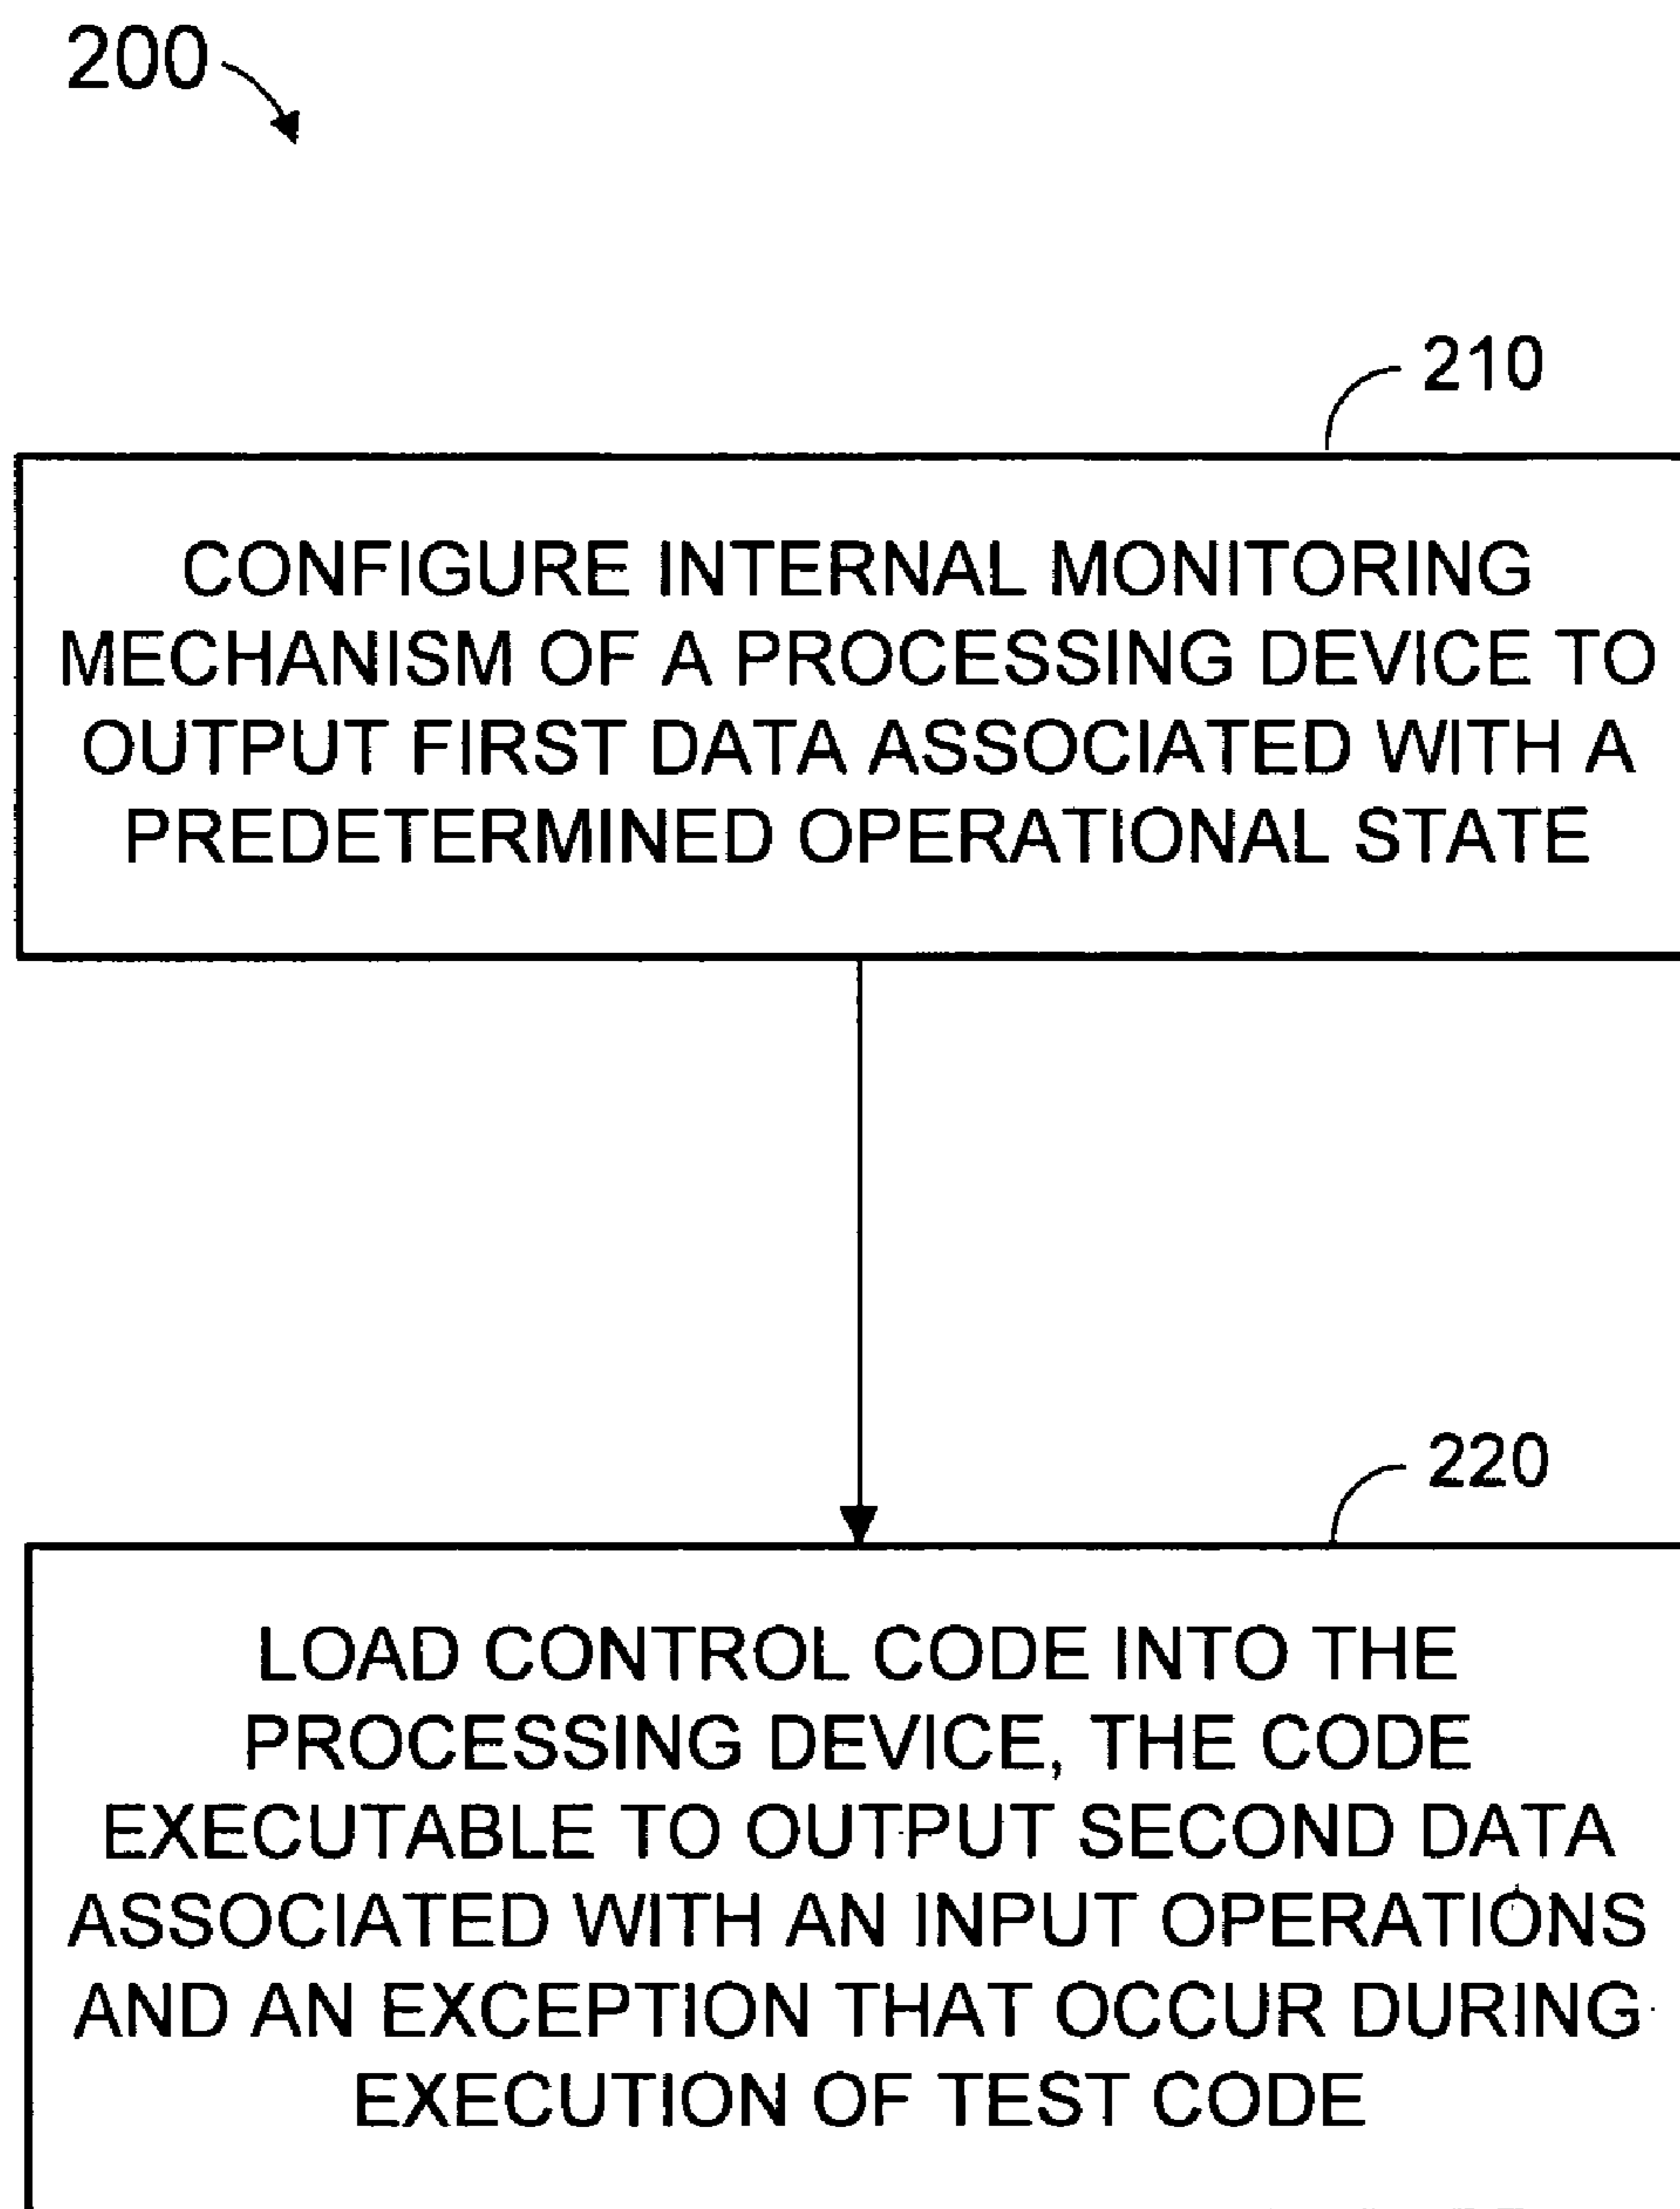 200
210
CONFIGURE INTERNAL MONITORING
MECHANISM OF A PROCESSING DEVICE TO
OUTPUT FIRST DATA ASSOCIATED WITH A
PREDETERMINED OPERATIONAL STATE
220
LOAD CONTROL CODE INTO THE
PROCESSING DEVICE, THE CODE
EXECUTABLE TO OUTPUT SECOND DATA
ASSOCIATED WITH AN INPUT OPERATIONS
AND AN EXCEPTION THAT OCCUR DURING
EXECUTION OF TEST CODE